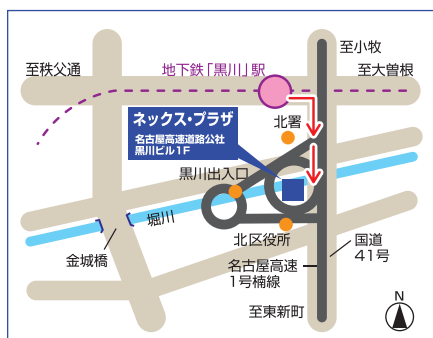 至小牧
至秩父通
地下鉄「黒川」駅
至大曽根
ネックス・プラザ
名古屋高速道路公社
黒川ビル1F
北署
黒川出入口
堀川
北区役所
金城橋
国道
41号
名古屋高速
1号楠線
至東新町
N